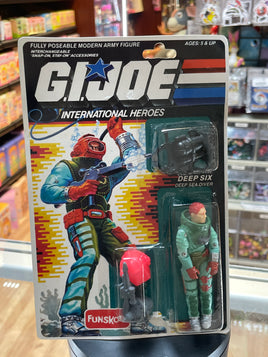 FULLY POSEABLE MODERN ARMY FIGURE
AGES: 5 & UP
INTERCHANGEABLE
"SNAP-ON, STAY-ON" ACCESSORIES
G.I.JOE
INTERNATIONAL HEROES
DEEP SIX
DEEP SEA DIVER
FUNSKOOL